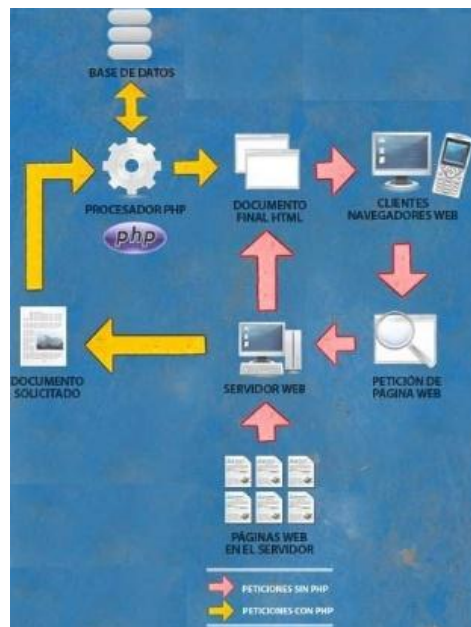 BASE DE DATOS
PROCESADOR PHP
php
DOCUMENTO
FINAL HTML
CLIENTES
NAVEGADORES WEB
DOCUMENTO
SOLICITADO
SERVIDOR WEB
PETICIÓN DE
PÁGINA WEB
PÁGINAS WEB
EN EL SERVIDOR
PETICIONES SIN PHP
PETICIONES CON PHP